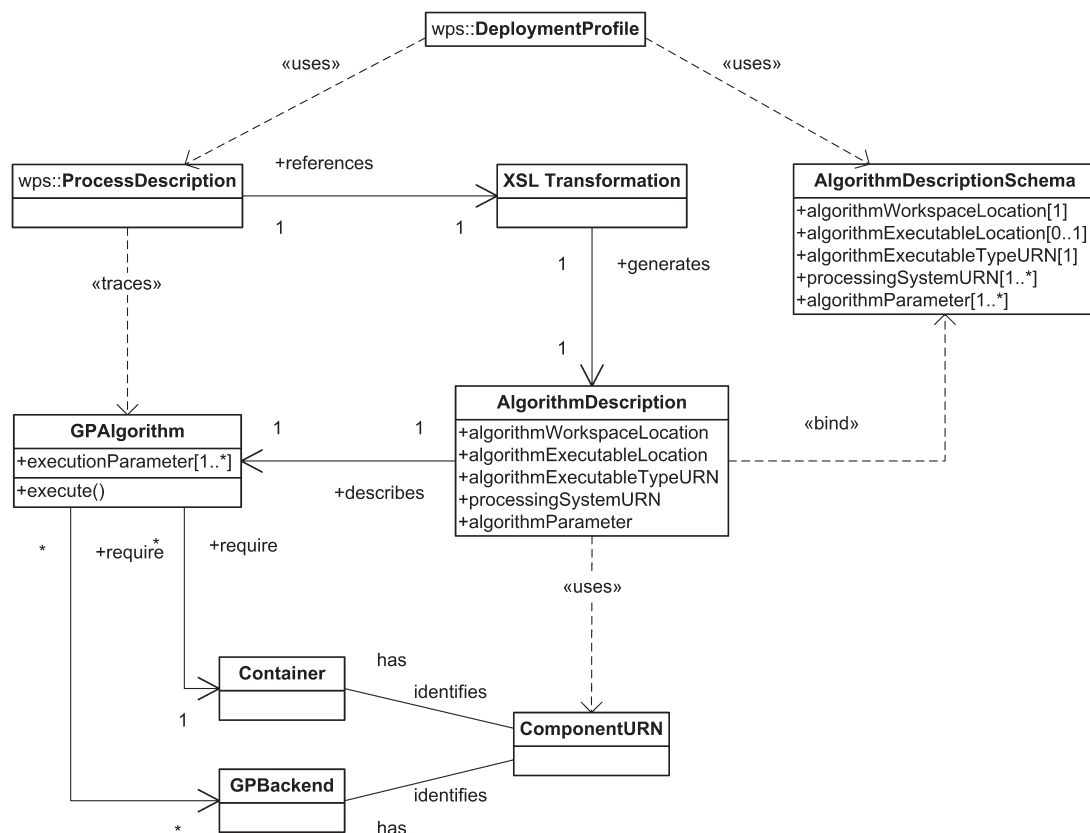 wps::DeploymentProfile
«uses»
«uses»
wps::ProcessDescription
+references
1
1
XSL Transformation
AlgorithmDescriptionSchema
+algorithmWorkspaceLocation[1]
+algorithmExecutableLocation[0..1]
+algorithmExecutableTypeURN[1]
+processingSystemURN[1..*]
+algorithmParameter[1..*]
1
+generates
1
«traces»
«bind»
GPAlgorithm
+executionParameter[1..*]
+execute()
1
1
+describes
AlgorithmDescription
+algorithmWorkspaceLocation
+algorithmExecutableLocation
+algorithmExecutableTypeURN
+processingSystemURN
+algorithmParameter
*
+require
*
+require
«uses»
Container
1
has
identifies
ComponentURN
GPBackend
*
identifies
has